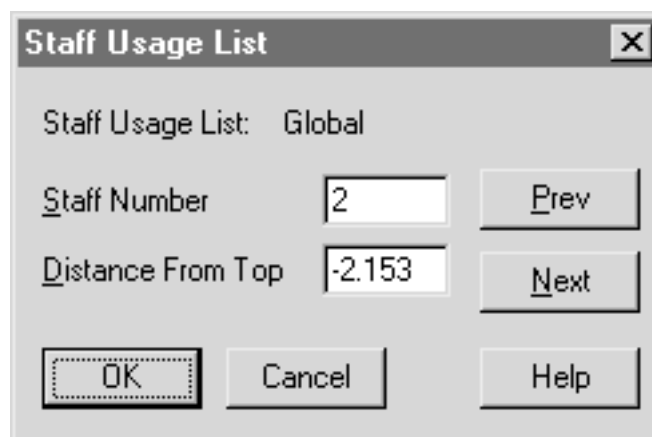 Staff Usage List
Staff Usage List: Global
Staff Number 2 Prev
Distance From Top -2.153 Next
OK Cancel Help